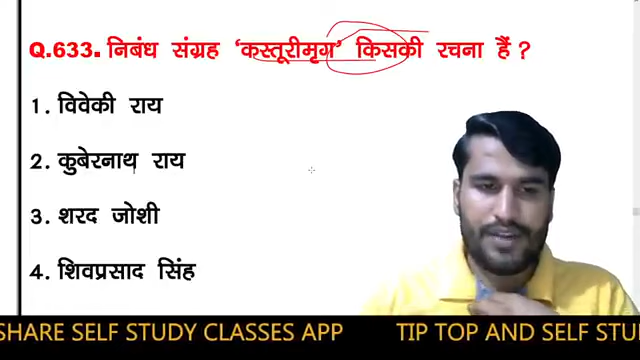 Q.633. निबंध संग्रह 'कस्तूरीमृग' किसकी रचना हैं ?
1. विवेकी राय
2. कुबेरनाथ राय
3. शरद जोशी
4. शिवप्रसाद सिंह
SHARE SELF STUDY CLASSES APP TIP TOP AND SELF STU